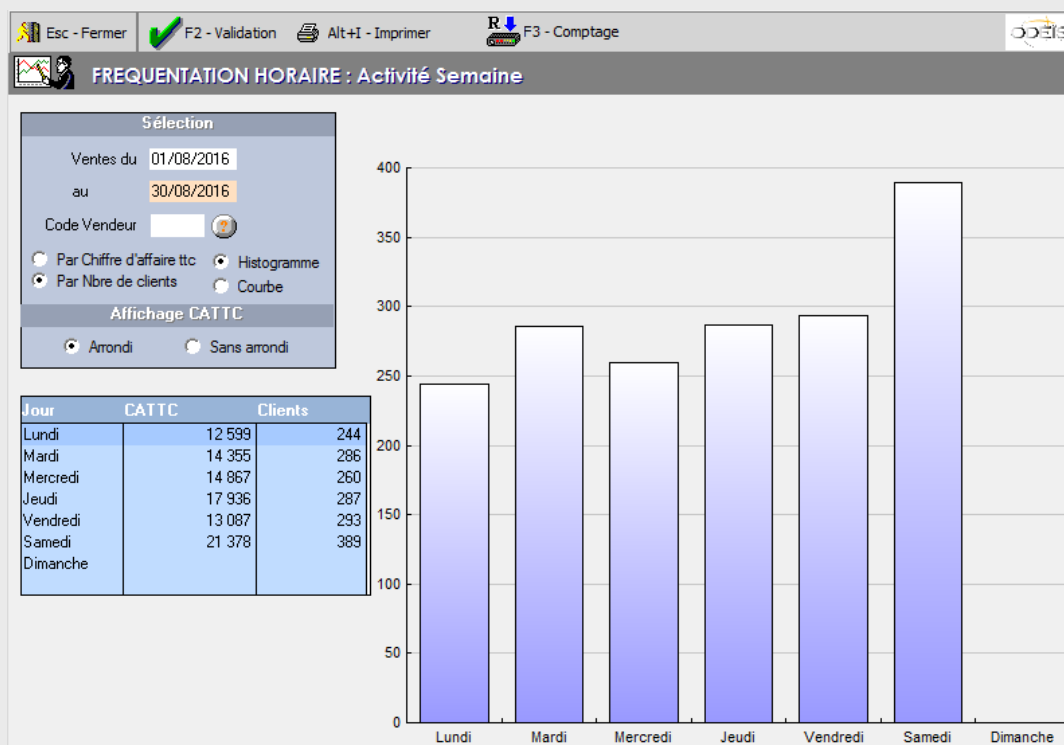 Esc - Fermer F2 - Validation Alt+I - Imprimer R F3 - Comptage
FREQUENTATION HORAIRE : Activité Semaine
Sélection
Ventes du 01/08/2016
au 30/08/2016
Code Vendeur ?
Par Chiffre d'affaire ttc Histogramme
Par Nbre de clients Courbe
Affichage CATTC
Arrondi Sans arrondi
Jour CATTC Clients
Lundi 12 599 244
Mardi 14 355 286
Mercredi 14 867 260
Jeudi 17 936 287
Vendredi 13 087 293
Samedi 21 378 389
Dimanche
400
350
300
250
200
150
100
50
0
Lundi Mardi Mercredi Jeudi Vendredi Samedi Dimanche